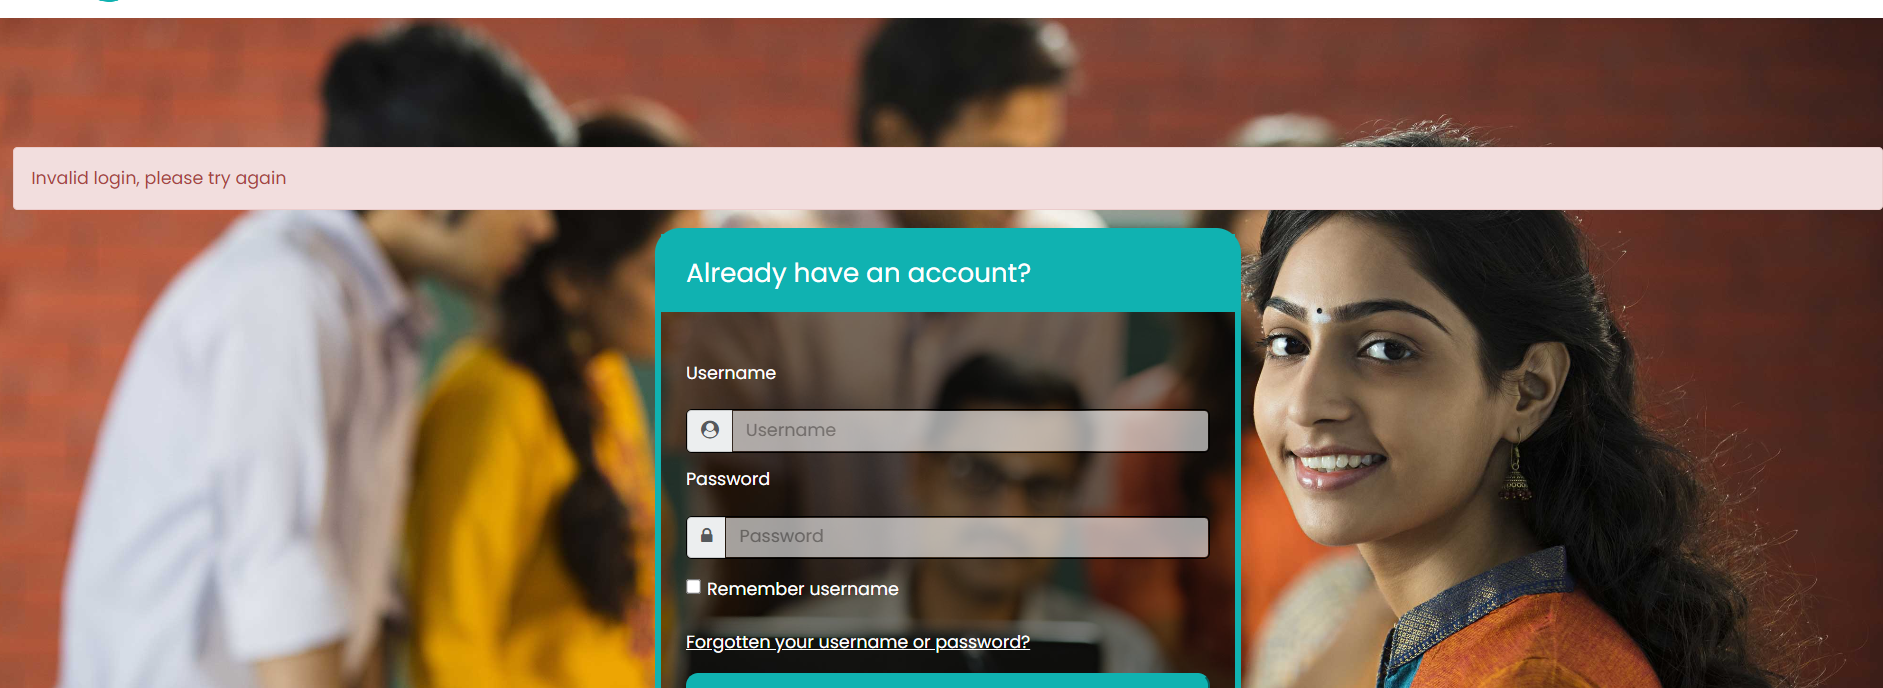 Invalid login, please try again
Already have an account?
Username
Username
Password
Password
Remember username
Forgotten your username or password?